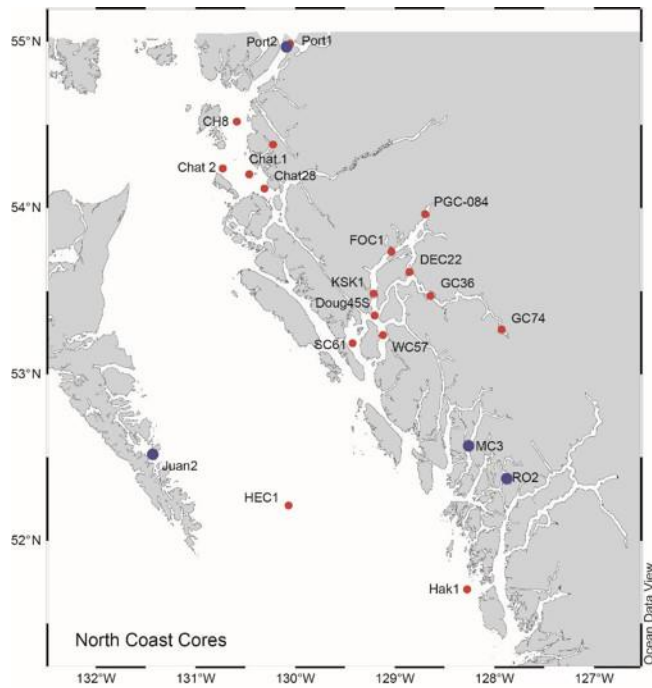 55°N
Port2
Port1
CH8
Chat.1
Chat 2
Chat28
54°N
PGC-084
FOC1
DEC22
KSK1
GC36
Doug45S
GC74
SC61
WC57
53°N
MC3
Juan2
RO2
HEC1
52°N
Hak1
North Coast Cores
Ocean Data View
132°W
131°W
130°W
129°W
128°W
127°W